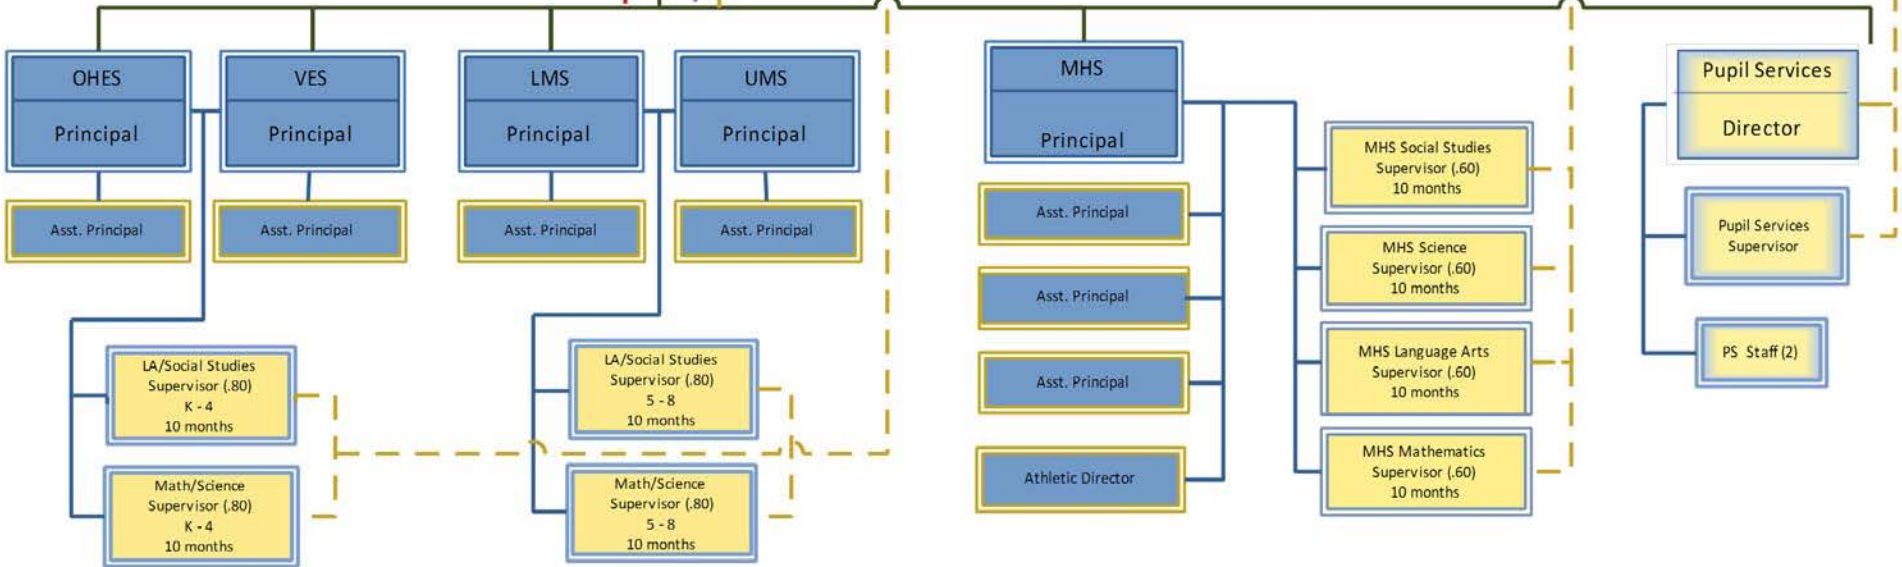 OHES
Principal
VES
Principal
LMS
Principal
UMS
Principal
MHS
Principal
Pupil Services
Director
Asst. Principal
Asst. Principal
Asst. Principal
Asst. Principal
Asst. Principal
Asst. Principal
Asst. Principal
Athletic Director
MHS Social Studies
Supervisor (.60)
10 months
MHS Science
Supervisor (.60)
10 months
MHS Language Arts
Supervisor (.60)
10 months
MHS Mathematics
Supervisor (.60)
10 months
Pupil Services
Supervisor
PS Staff (2)
LA/Social Studies
Supervisor (.80)
K - 4
10 months
Math/Science
Supervisor (.80)
K - 4
10 months
LA/Social Studies
Supervisor (.80)
5 - 8
10 months
Math/Science
Supervisor (.80)
5 - 8
10 months